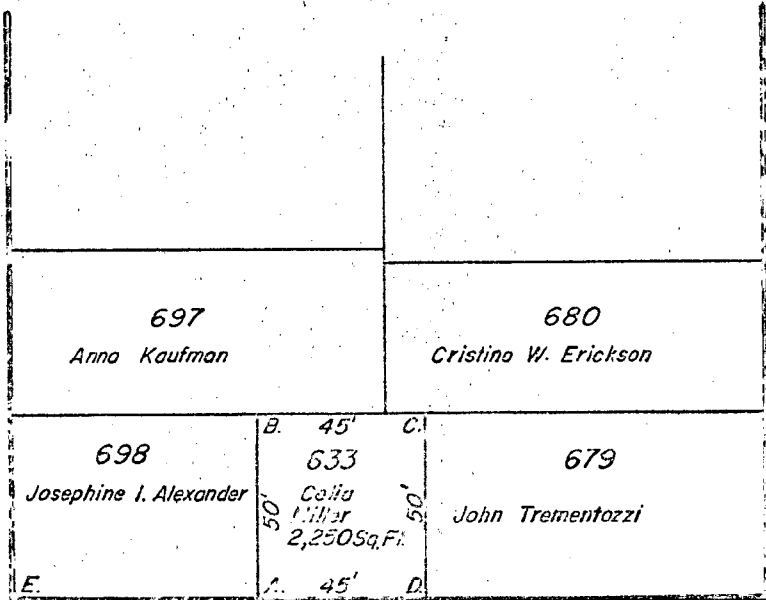 697
Anna Kaufman
680
Cristina W. Erickson
698
Josephine I. Alexander
B. 45' C.
633
50'
Miller
50'
2,250 Sq. Ft.
A. 45' D.
679
John Trementozzi
E.